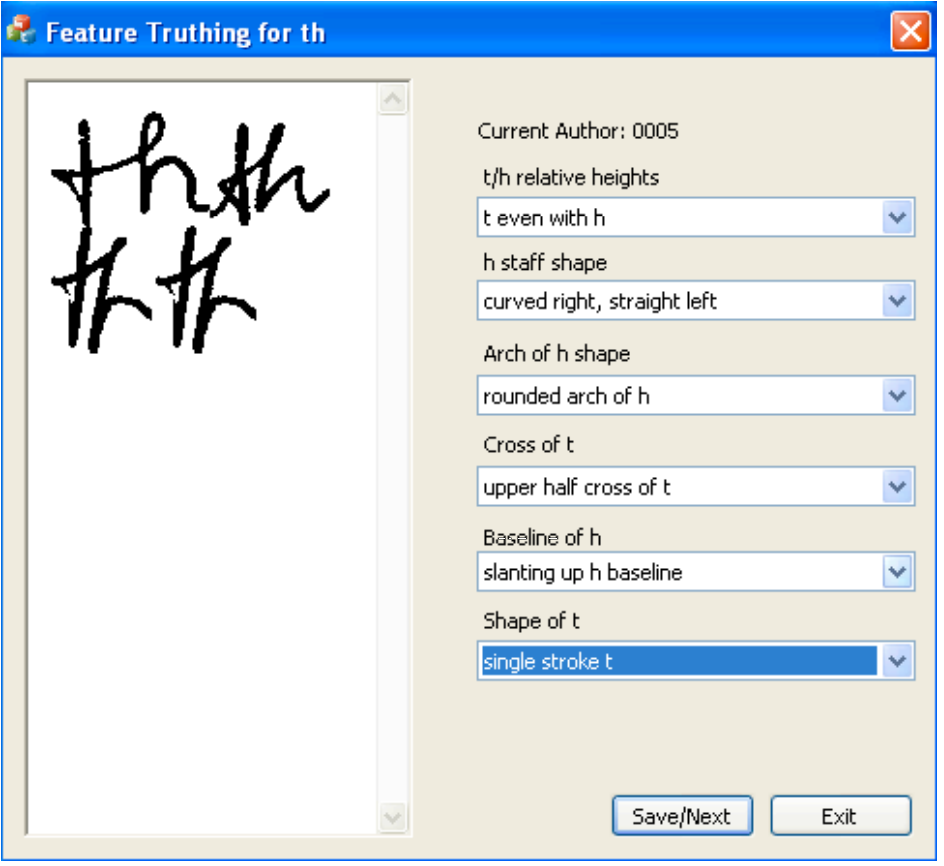 Feature Truthing for th
th th
th th
Current Author: 0005
t/h relative heights
t even with h
h staff shape
curved right, straight left
Arch of h shape
rounded arch of h
Cross of t
upper half cross of t
Baseline of h
slanting up h baseline
Shape of t
single stroke t
Save/Next Exit